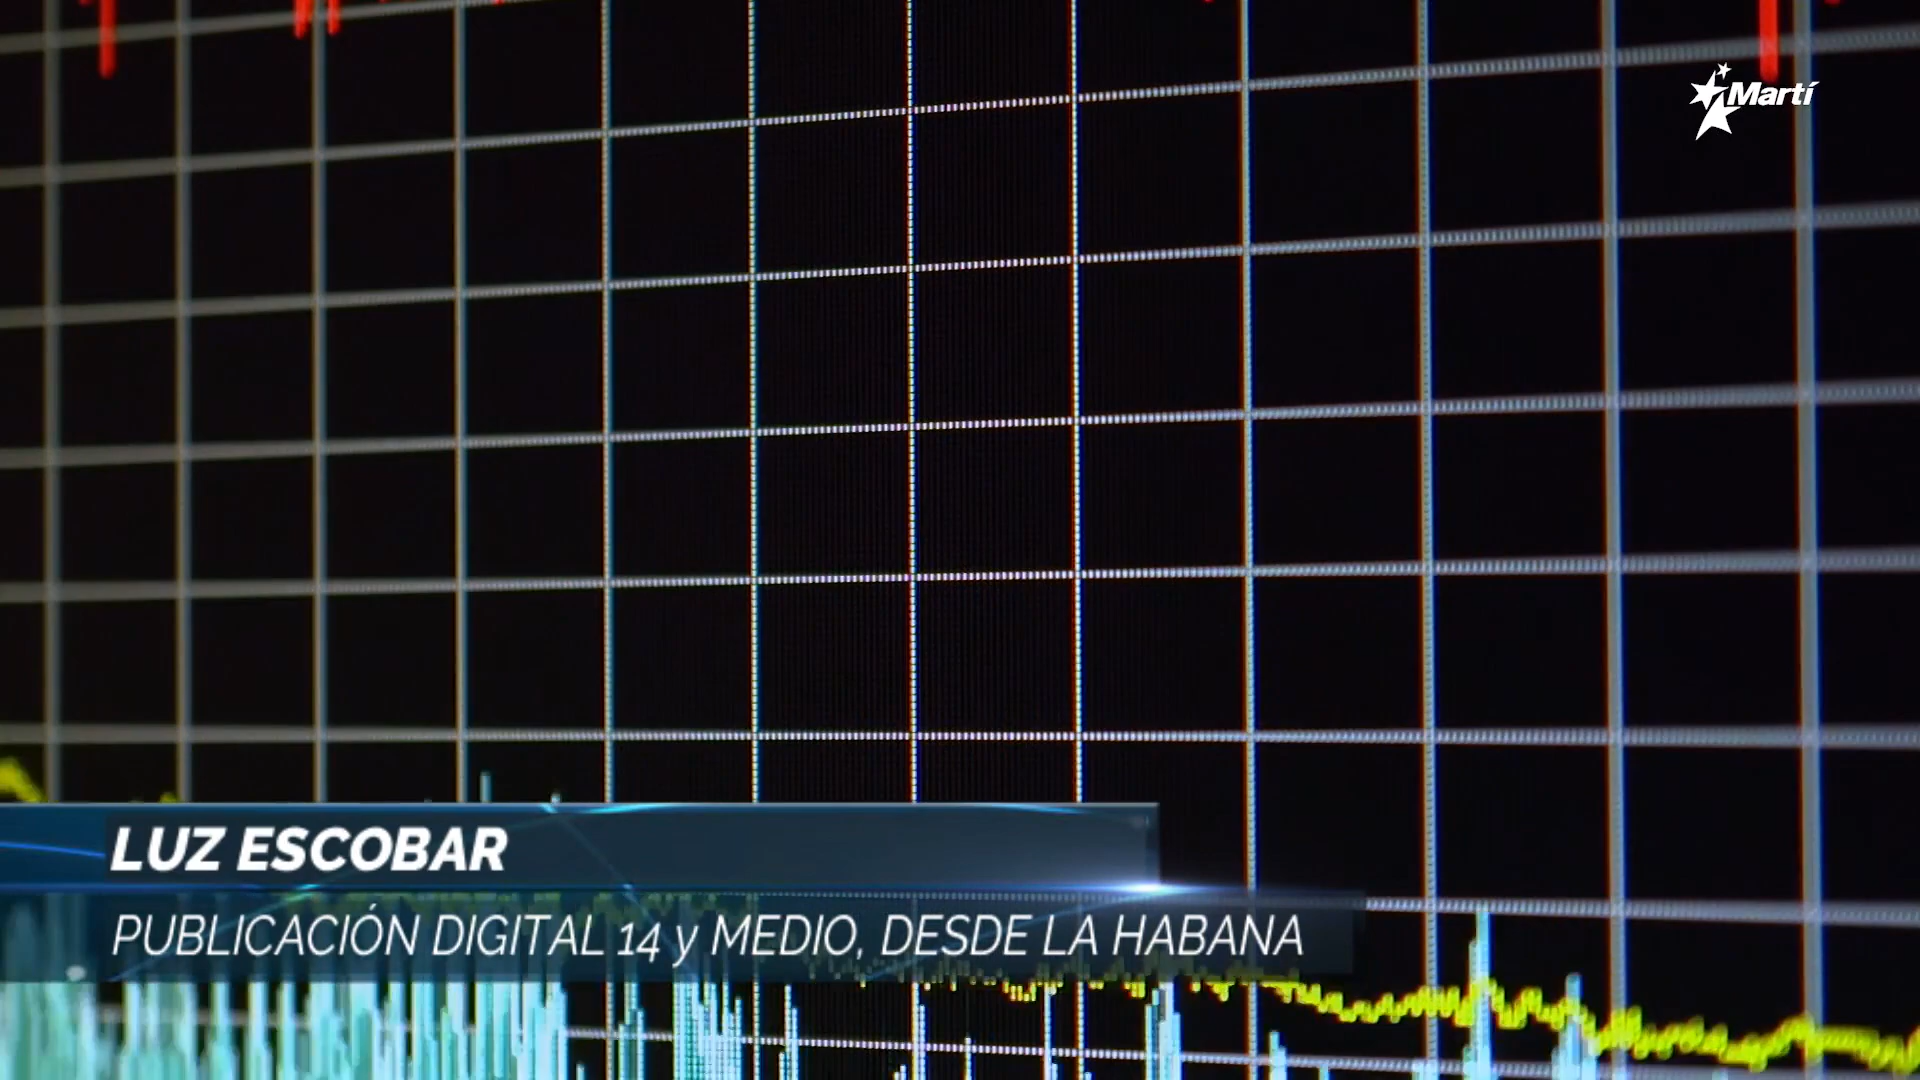 Martí
LUZ ESCOBAR
PUBLICACIÓN DIGITAL 14 y MEDIO, DESDE LA HABANA